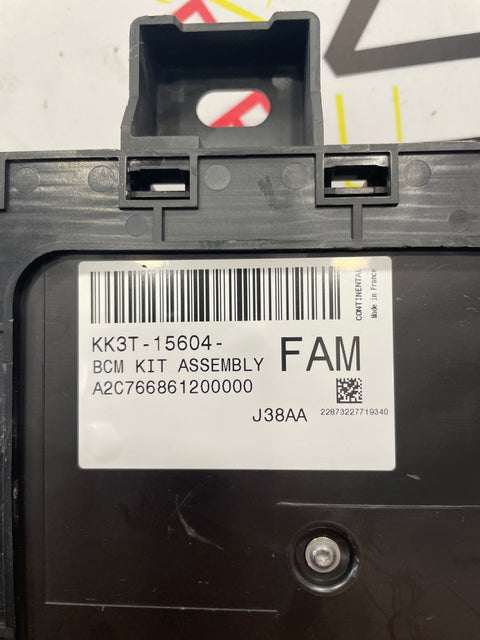 CONTINENTAL
Made in France
KK3T-15604-
FAM
BCM KIT ASSEMBLY
A2C766861200000
J38AA
22873227719340